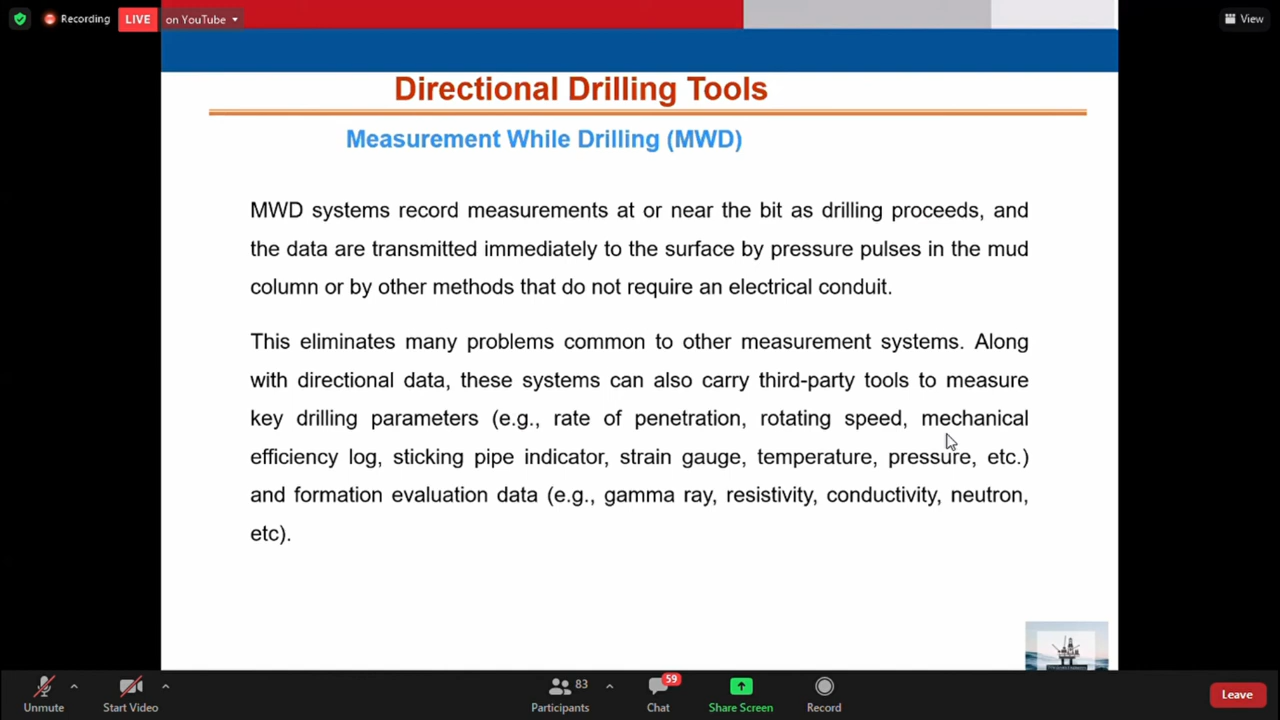 Recording LIVE on YouTube View
Directional Drilling Tools
Measurement While Drilling (MWD)
MWD systems record measurements at or near the bit as drilling proceeds, and
the data are transmitted immediately to the surface by pressure pulses in the mud
column or by other methods that do not require an electrical conduit.
This eliminates many problems common to other measurement systems. Along
with directional data, these systems can also carry third-party tools to measure
key drilling parameters (e.g., rate of penetration, rotating speed, mechanical
efficiency log, sticking pipe indicator, strain gauge, temperature, pressure, etc.)
and formation evaluation data (e.g., gamma ray, resistivity, conductivity, neutron,
etc).
83 59
Unmute Start Video Participants Chat Share Screen Record Leave